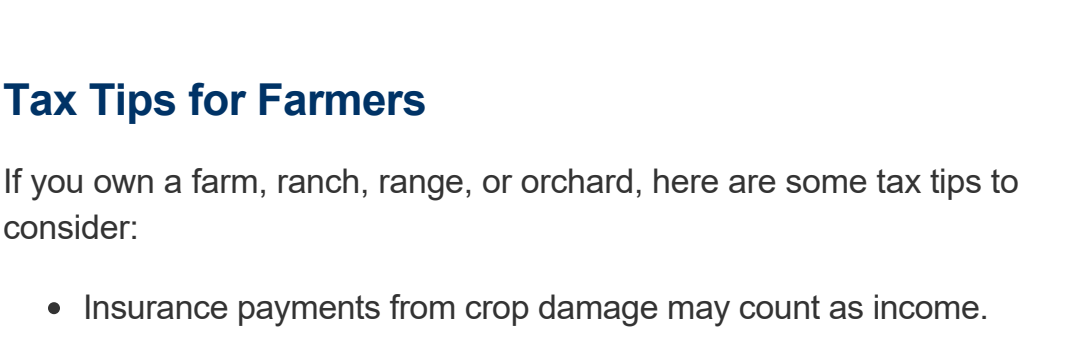 Tax Tips for Farmers
If you own a farm, ranch, range, or orchard, here are some tax tips to
consider:
• Insurance payments from crop damage may count as income.